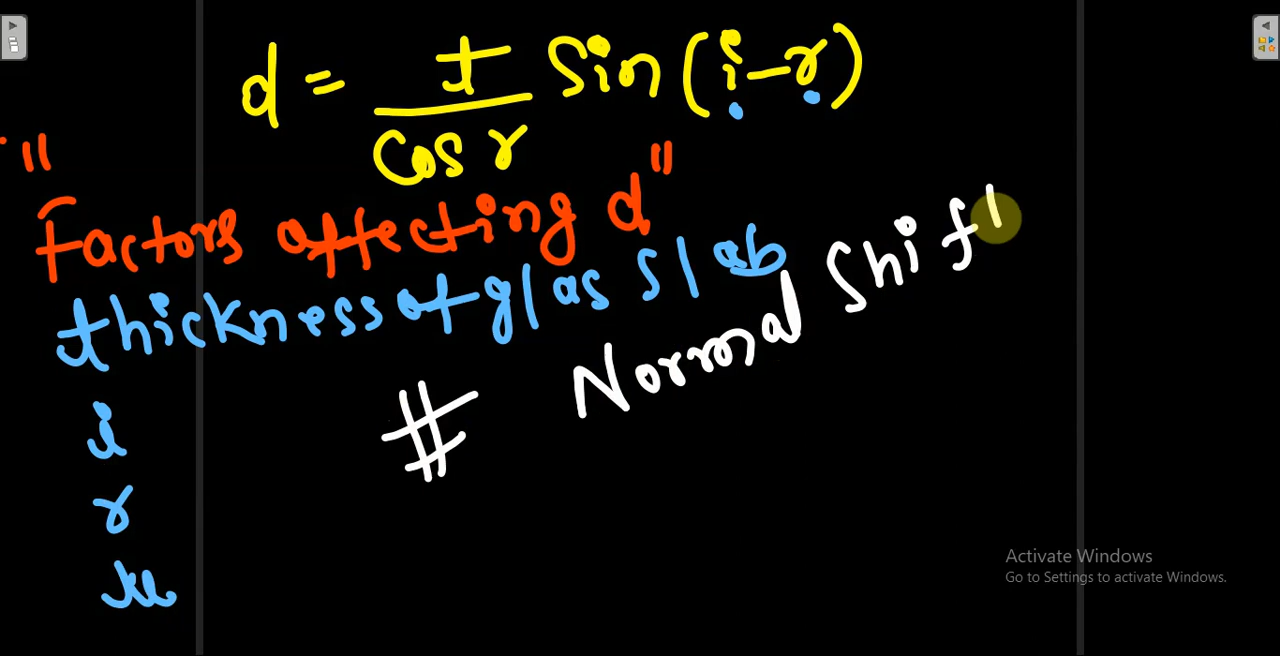 d = t/Cos r Sin (i-r)
"
Factors affecting d"
thickness of glas Slab
# Normal Shift
i
r
μ
Activate Windows
Go to Settings to activate Windows.